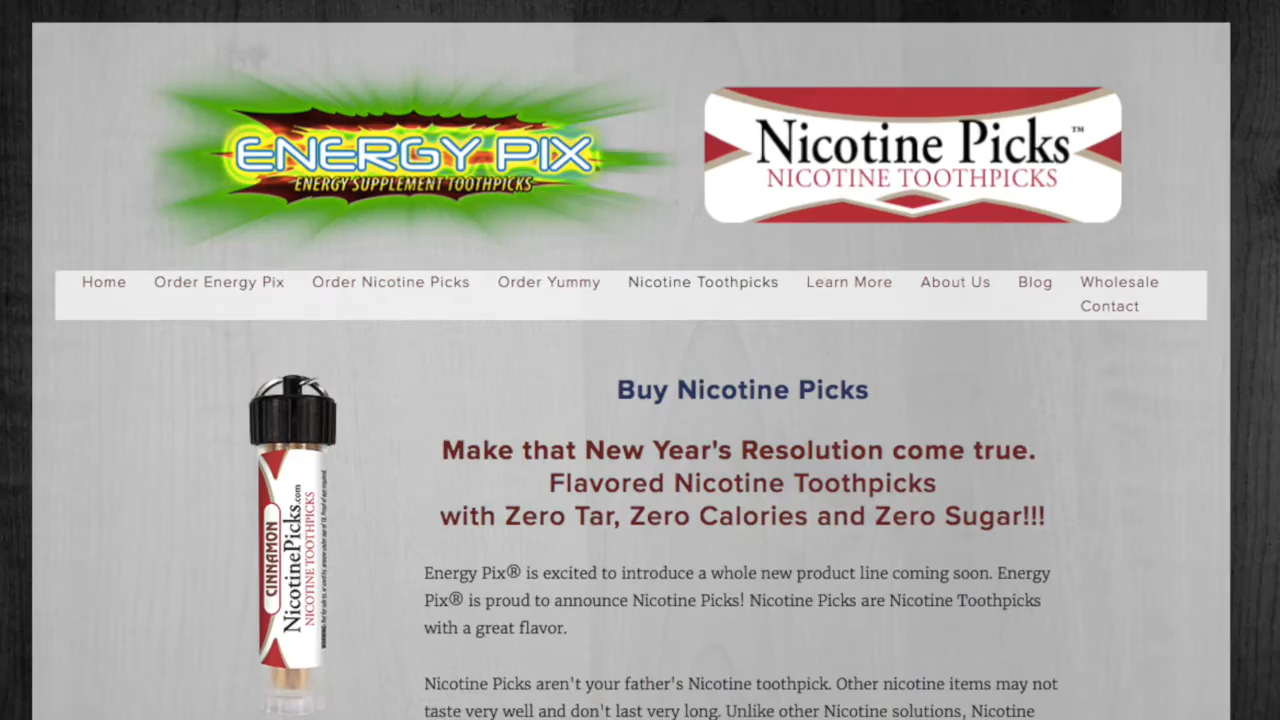 ENERGY PIX
ENERGY SUPPLEMENT TOOTHPICKS
Nicotine Picks™
NICOTINE TOOTHPICKS
Home Order Energy Pix Order Nicotine Picks Order Yummy Nicotine Toothpicks Learn More About Us Blog Wholesale
Contact
CINNAMON
NicotinePicks.com
NICOTINE TOOTHPICKS
Buy Nicotine Picks
Make that New Year's Resolution come true.
Flavored Nicotine Toothpicks
with Zero Tar, Zero Calories and Zero Sugar!!!
Energy Pix® is excited to introduce a whole new product line coming soon. Energy
Pix® is proud to announce Nicotine Picks! Nicotine Picks are Nicotine Toothpicks
with a great flavor.
Nicotine Picks aren't your father's Nicotine toothpick. Other nicotine items may not
taste very well and don't last very long. Unlike other Nicotine solutions, Nicotine